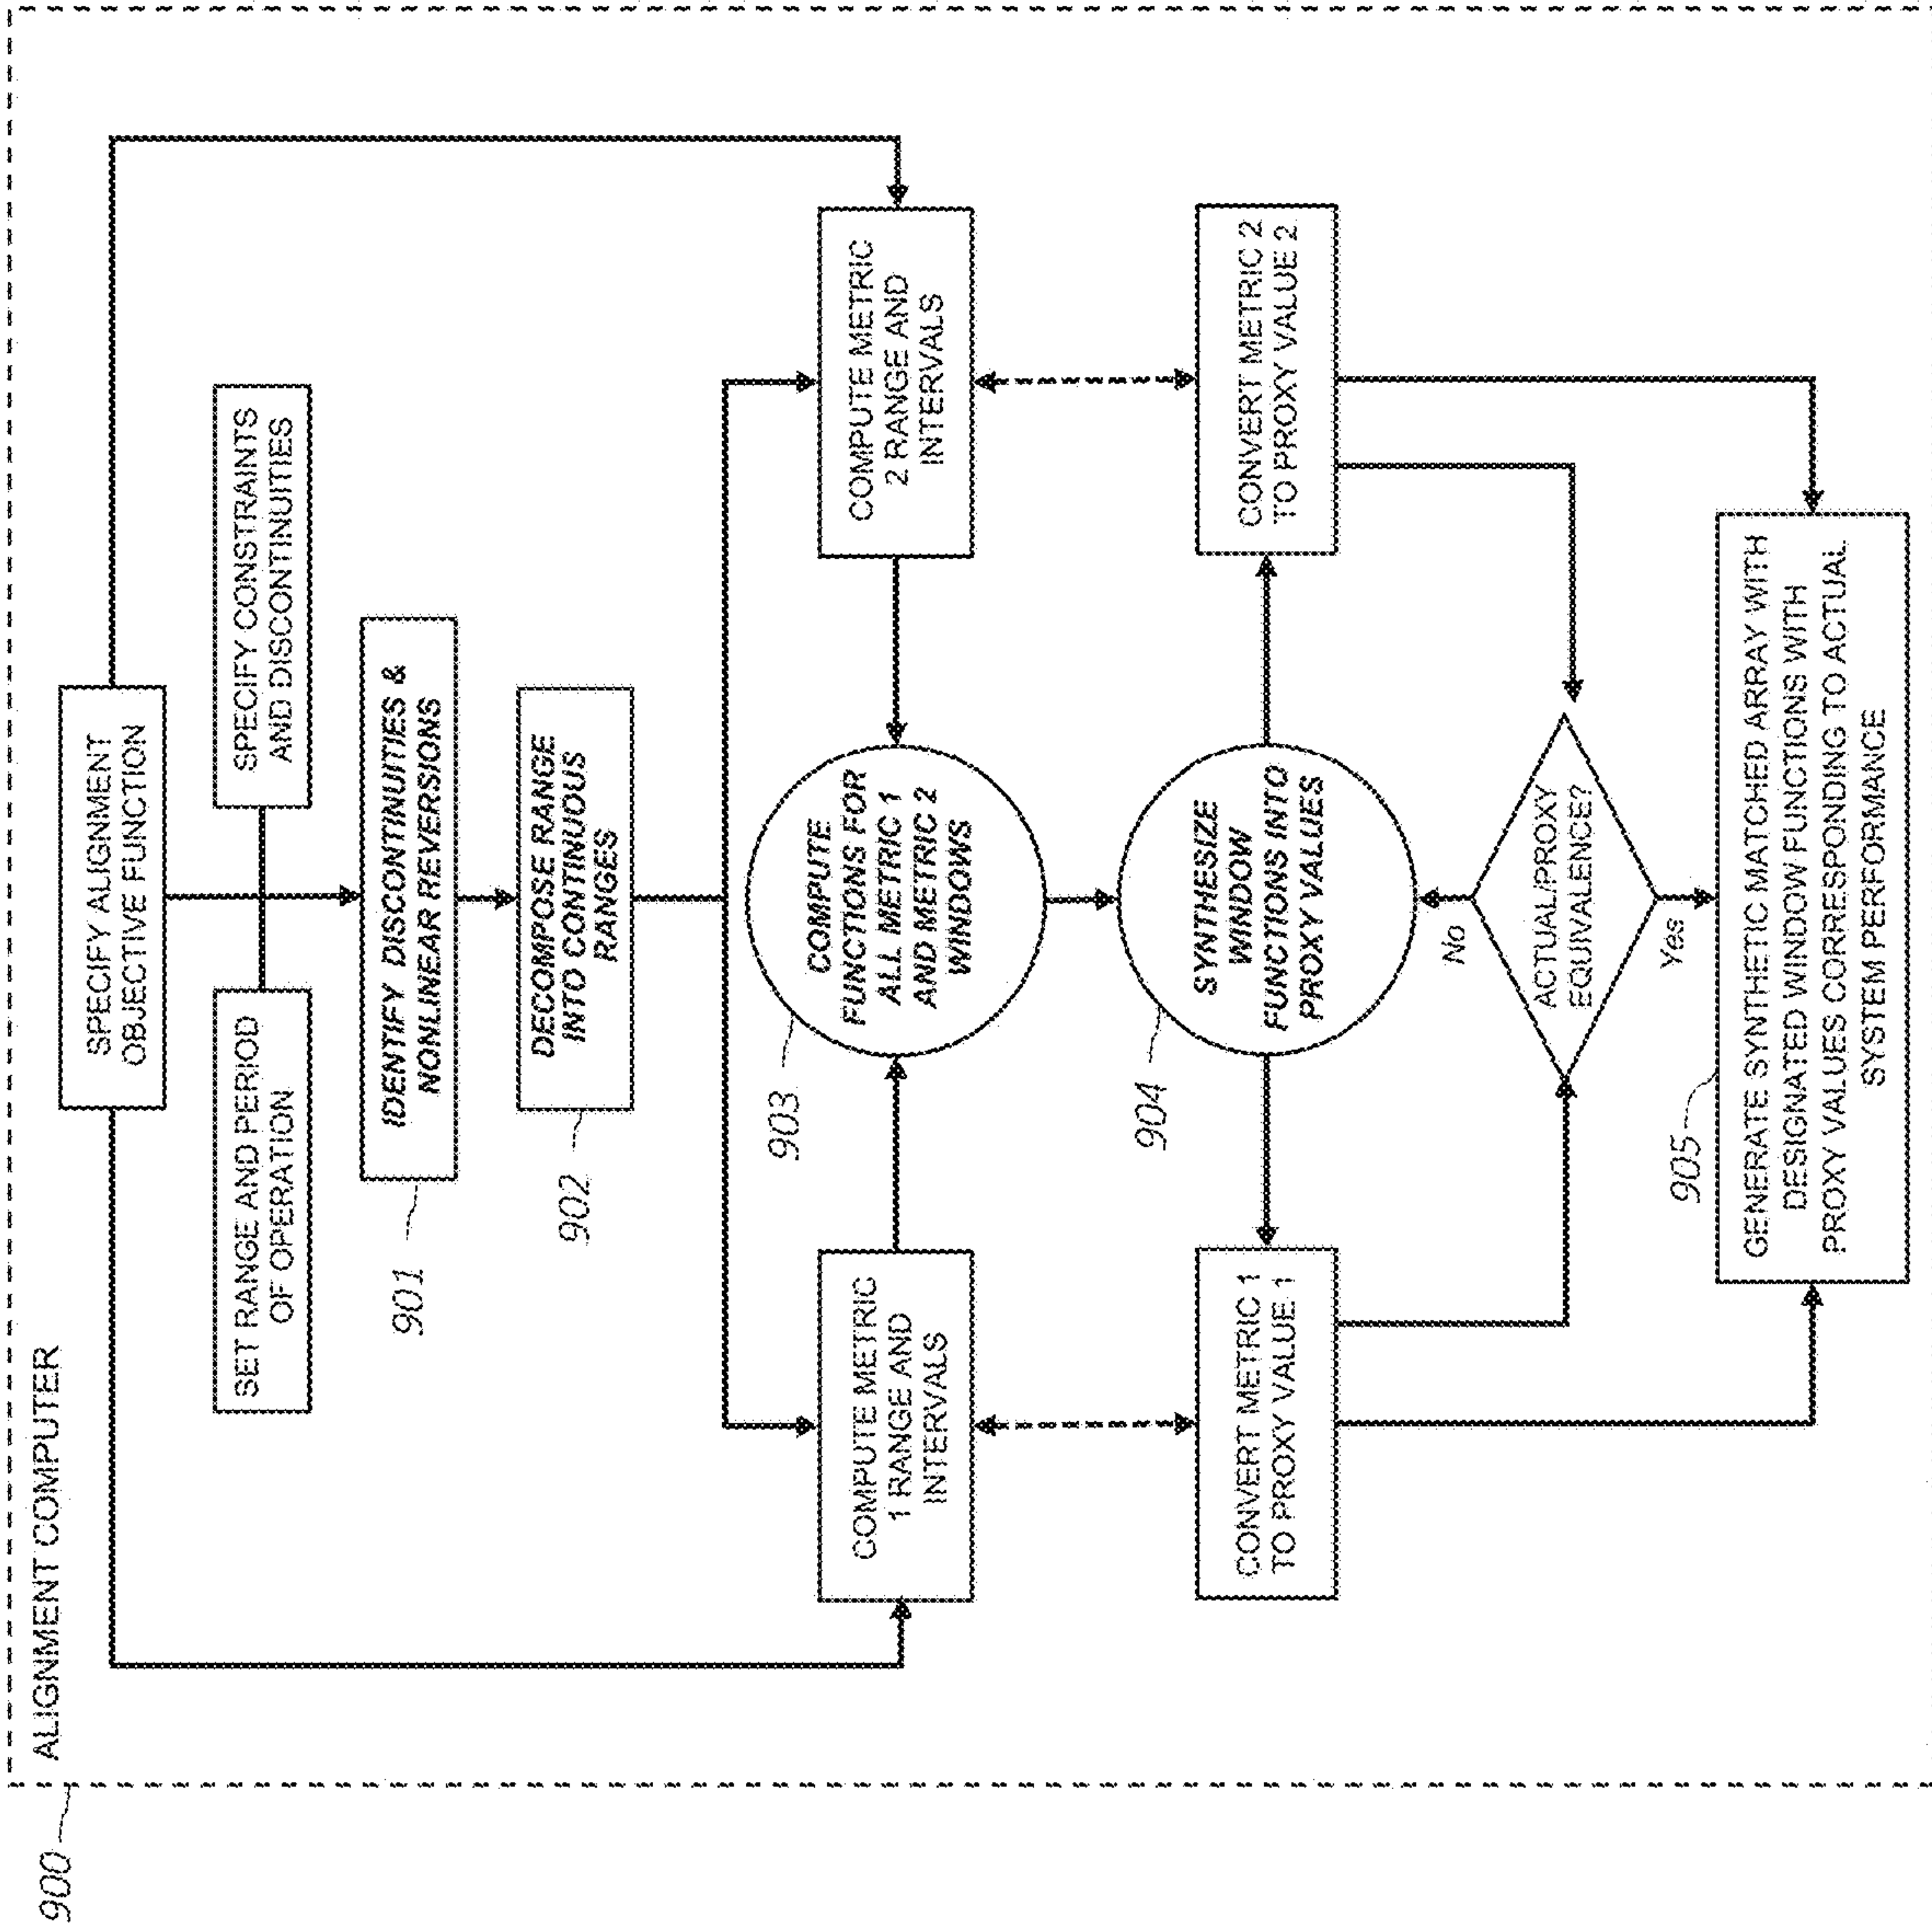 900
ALIGNMENT COMPUTER
SPECIFY ALIGNMENT
OBJECTIVE FUNCTION
SET RANGE AND PERIOD
OF OPERATION
SPECIFY CONSTRAINTS
AND DISCONTINUITIES
901
IDENTIFY DISCONTINUITIES &
NONLINEAR REVERSIONS
902
DECOMPOSE RANGE
INTO CONTINUOUS
RANGES
COMPUTE METRIC
1 RANGE AND
INTERVALS
903
COMPUTE
FUNCTIONS FOR
ALL METRIC 1
AND METRIC 2
WINDOWS
COMPUTE METRIC
2 RANGE AND
INTERVALS
CONVERT METRIC 1
TO PROXY VALUE 1
904
SYNTHESIZE
WINDOW
FUNCTIONS INTO
PROXY VALUES
CONVERT METRIC 2
TO PROXY VALUE 2
No
ACTUAL/PROXY
EQUIVALENCE?
Yes
905
GENERATE SYNTHETIC MATCHED ARRAY WITH
DESIGNATED WINDOW FUNCTIONS WITH
PROXY VALUES CORRESPONDING TO ACTUAL
SYSTEM PERFORMANCE